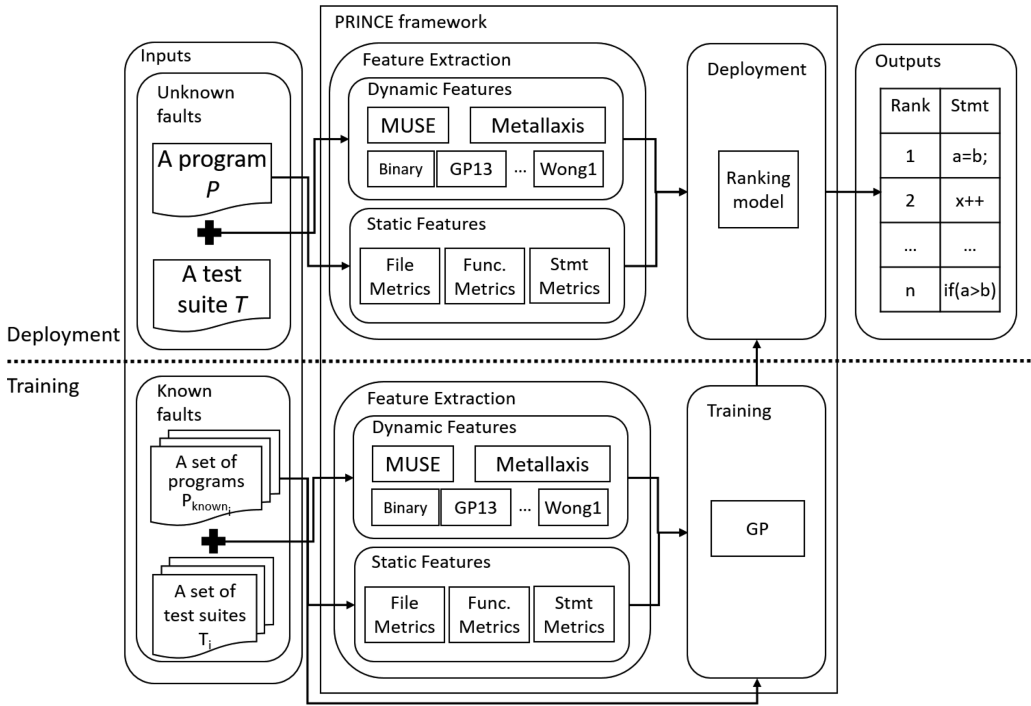 PRINCE framework
Inputs
Unknown
faults
A program
P
A test
suite T
Feature Extraction
Dynamic Features
MUSE
Metallaxis
Binary
GP13
...
Wong1
Static Features
File
Metrics
Func.
Metrics
Stmt
Metrics
Deployment
Ranking
model
Outputs
Rank Stmt
1 a=b;
2 x++
... ...
n if(a>b)
Deployment
Training
Known
faults
A set of
programs
Pknowni
A set of
test suites
Ti
Feature Extraction
Dynamic Features
MUSE
Metallaxis
Binary
GP13
...
Wong1
Static Features
File
Metrics
Func.
Metrics
Stmt
Metrics
Training
GP